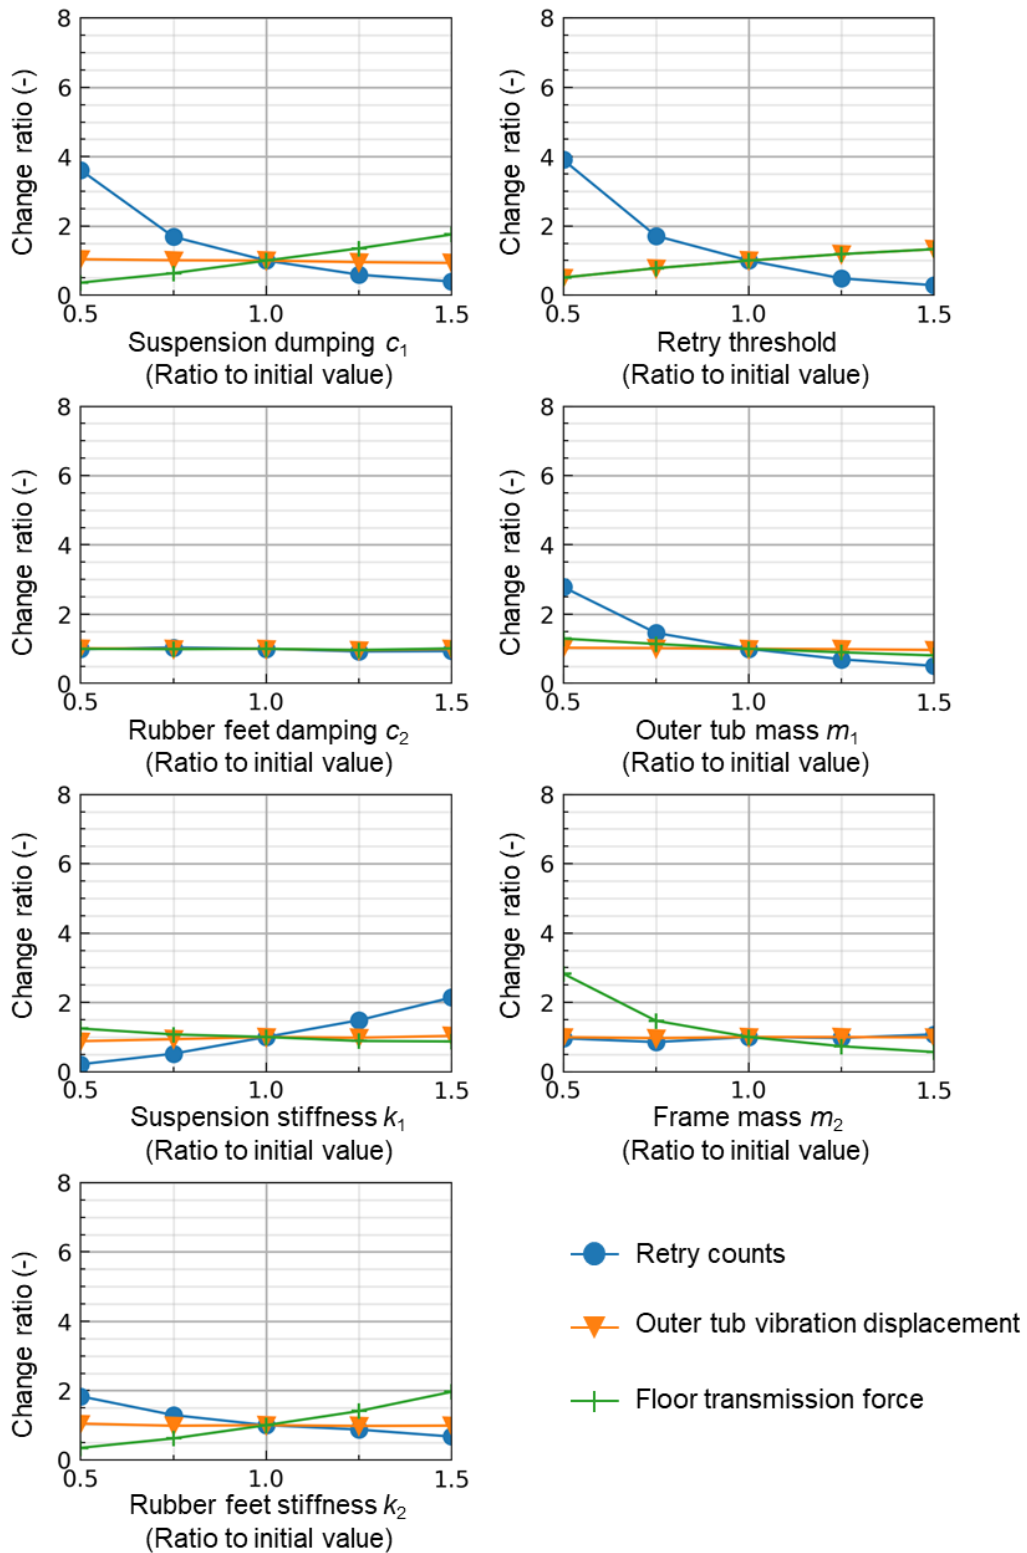 8
6
4
2
0
0.5 1.0 1.5
Change ratio (-)
Suspension dumping c1
(Ratio to initial value)
8
6
4
2
0
0.5 1.0 1.5
Change ratio (-)
Retry threshold
(Ratio to initial value)
8
6
4
2
0
0.5 1.0 1.5
Change ratio (-)
Rubber feet damping c2
(Ratio to initial value)
8
6
4
2
0
0.5 1.0 1.5
Change ratio (-)
Outer tub mass m1
(Ratio to initial value)
8
6
4
2
0
0.5 1.0 1.5
Change ratio (-)
Suspension stiffness k1
(Ratio to initial value)
8
6
4
2
0
0.5 1.0 1.5
Change ratio (-)
Frame mass m2
(Ratio to initial value)
8
6
4
2
0
0.5 1.0 1.5
Change ratio (-)
Rubber feet stiffness k2
(Ratio to initial value)
Retry counts
Outer tub vibration displacement
Floor transmission force